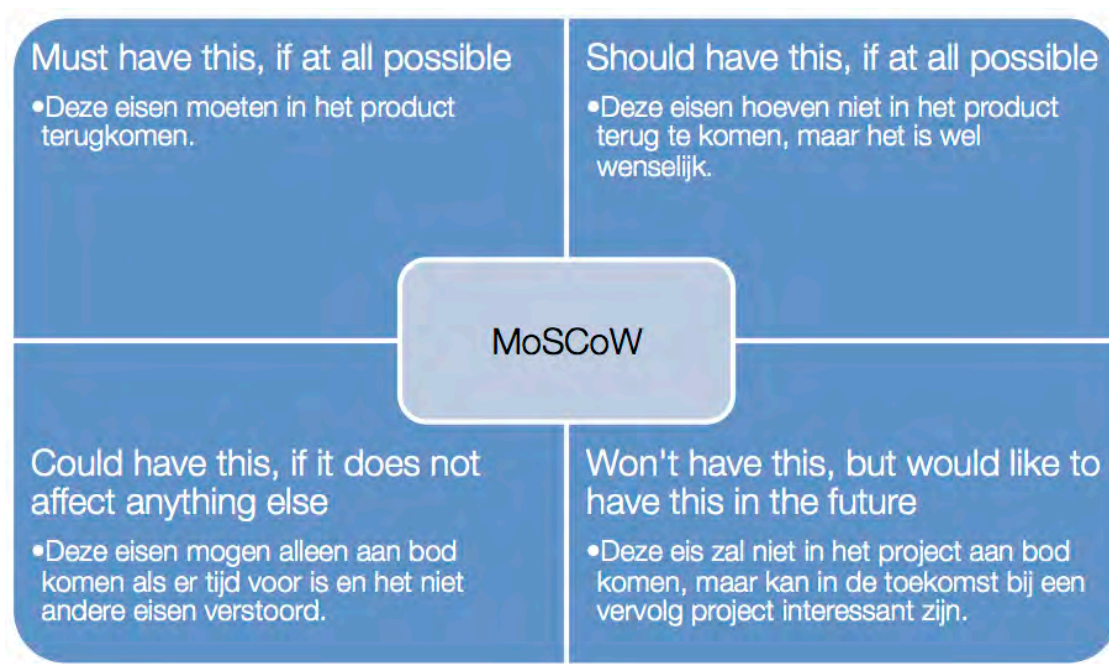 Must have this, if at all possible
•Deze eisen moeten in het product
terugkomen.
Should have this, if at all possible
•Deze eisen hoeven niet in het product
terug te komen, maar het is wel
wenselijk.
MoSCoW
Could have this, if it does not
affect anything else
•Deze eisen mogen alleen aan bod
komen als er tijd voor is en het niet
andere eisen verstoord.
Won't have this, but would like to
have this in the future
•Deze eis zal niet in het project aan bod
komen, maar kan in de toekomst bij een
vervolg project interessant zijn.